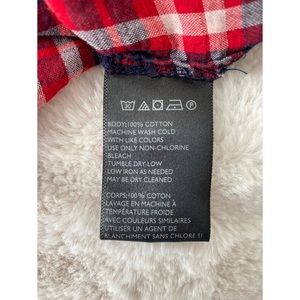 30 P
BODY:100% COTTON
MACHINE WASH COLD
WITH LIKE COLORS
USE ONLY NON-CHLORINE
BLEACH
TUMBLE DRY LOW
LOW IRON AS NEEDED
MAY BE DRY CLEANED
CORPS:100% COTON
LAVAGE EN MACHINE À
TEMPÉRATURE FROIDE
AVEC COULEURS SIMILAIRES
UTILISER UN AGENT DE
BLANCHIMENT SANS CHLORE SI